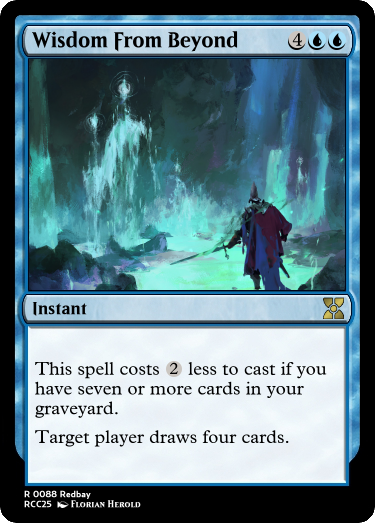 Wisdom From Beyond 4
Instant
This spell costs 2 less to cast if you
have seven or more cards in your
graveyard.
Target player draws four cards.
R 0088 Redbay
RCC25 Florian Herold